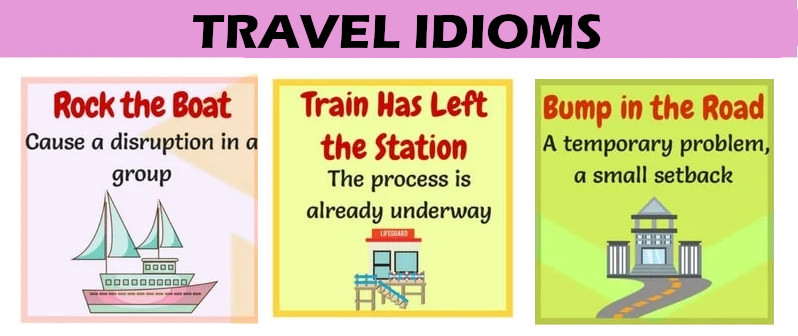 TRAVEL IDIOMS
Rock the Boat
Cause a disruption in a
group
Train Has Left
the Station
The process is
already underway
LIFEGUARD
Bump in the Road
A temporary problem,
a small setback